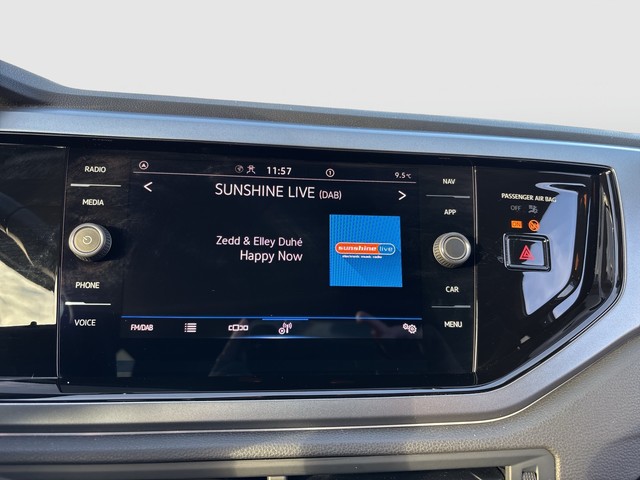 RADIO
MEDIA
PHONE
VOICE
11:57
9.5°C
SUNSHINE LIVE (DAB)
Zedd & Elley Duhé
Happy Now
sunshine live
electronic music radio
FM/DAB
NAV
APP
CAR
MENU
PASSENGER AIR BAG
OFF